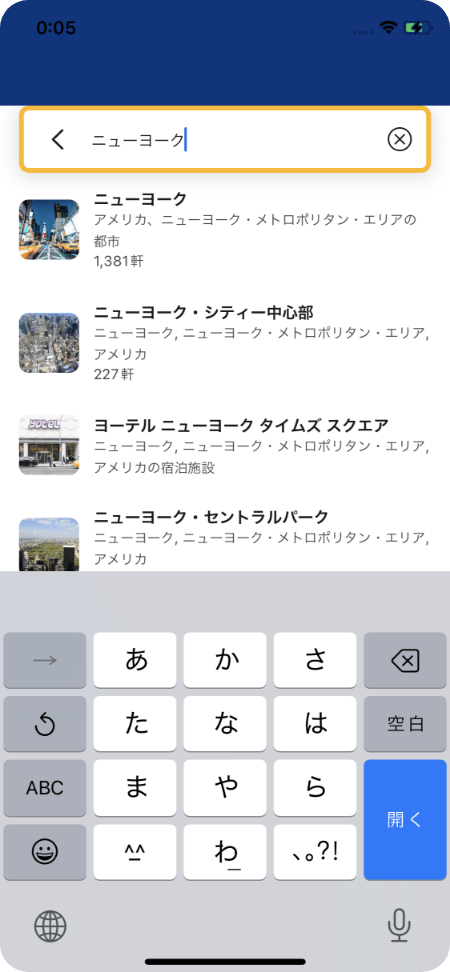 0:05
ニューヨーク
ニューヨーク
アメリカ、ニューヨーク・メトロポリタン・エリアの
都市
1,381軒
ニューヨーク・シティー中心部
ニューヨーク, ニューヨーク・メトロポリタン・エリア,
アメリカ
227軒
YOTEL
ヨーテル ニューヨーク タイムズ スクエア
ニューヨーク, ニューヨーク・メトロポリタン・エリア,
アメリカの宿泊施設
ニューヨーク・セントラルパーク
ニューヨーク, ニューヨーク・メトロポリタン・エリア,
アメリカ
→ あ か さ
た な は 空白
ABC ま や ら 開く
^_^ わ_ 、。?!